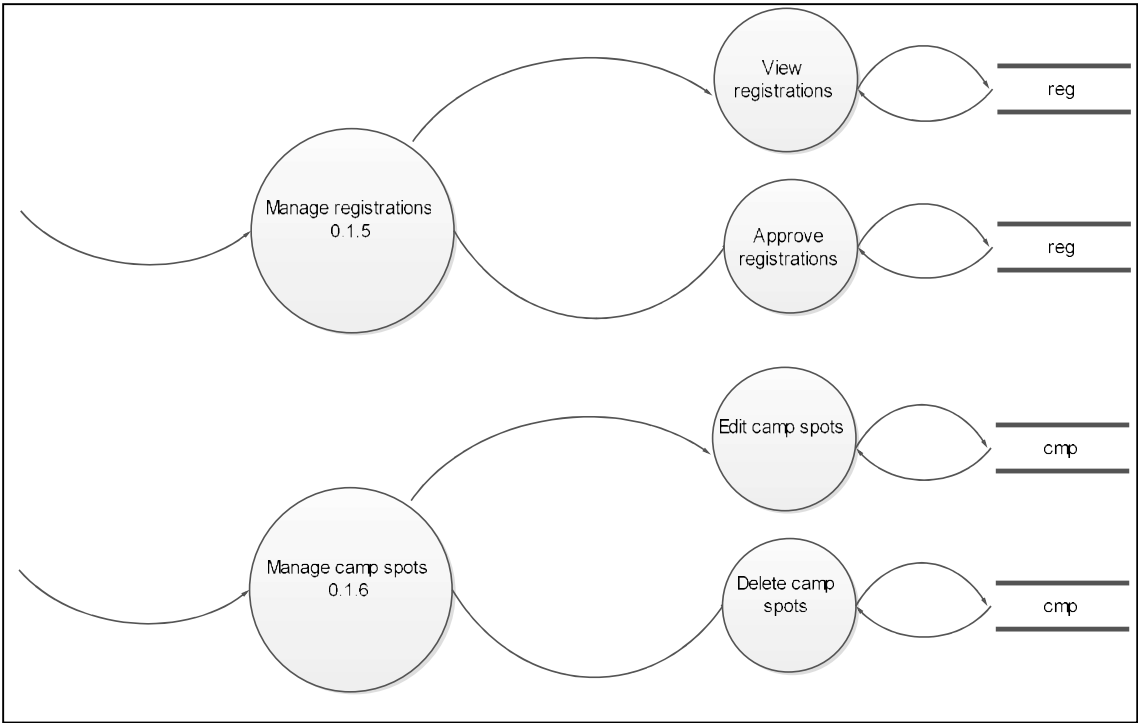 View
registrations
reg
Manage registrations
0.1.5
Approve
registrations
reg
Edit camp spots
cmp
Manage camp spots
0.1.6
Delete camp
spots
cmp